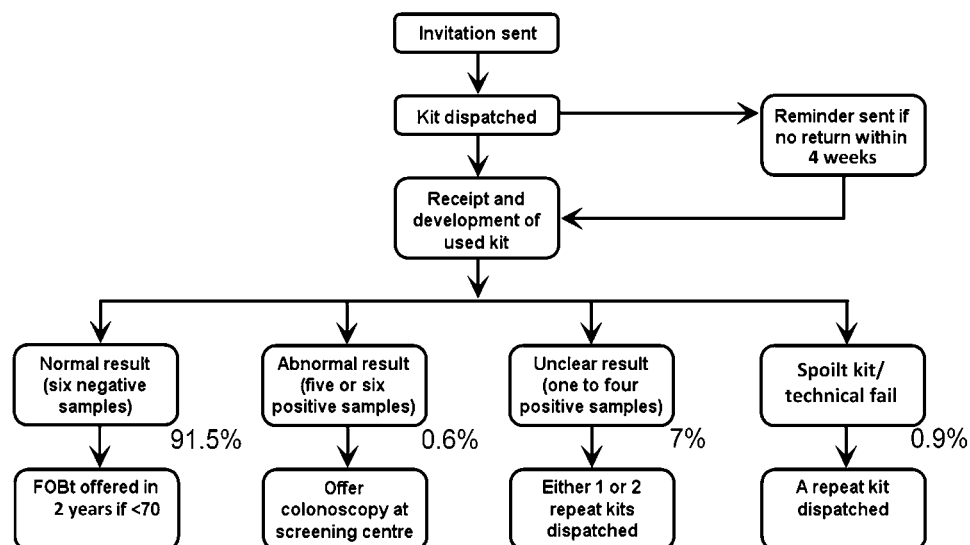 Invitation sent
Kit dispatched
Reminder sent if
no return within
4 weeks
Receipt and
development of
used kit
Normal result
(six negative
samples)
91.5%
Abnormal result
(five or six
positive samples)
0.6%
Unclear result
(one to four
positive samples)
7%
Spoilt kit/
technical fail
0.9%
FOBt offered in
2 years if <70
Offer
colonoscopy at
screening centre
Either 1 or 2
repeat kits
dispatched
A repeat kit
dispatched